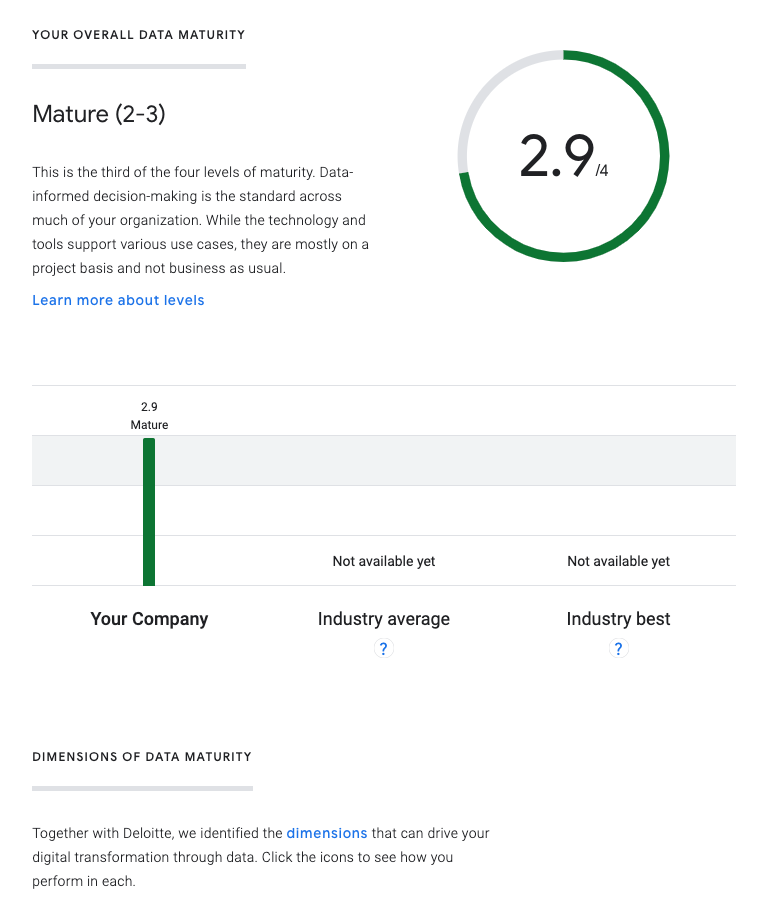 YOUR OVERALL DATA MATURITY
Mature (2-3)
This is the third of the four levels of maturity. Data-
informed decision-making is the standard across
much of your organization. While the technology and
tools support various use cases, they are mostly on a
project basis and not business as usual.
Learn more about levels
2.9/4
2.9
Mature
Not available yet
Not available yet
Your Company
Industry average
Industry best
?
?
DIMENSIONS OF DATA MATURITY
Together with Deloitte, we identified the dimensions that can drive your
digital transformation through data. Click the icons to see how you
perform in each.